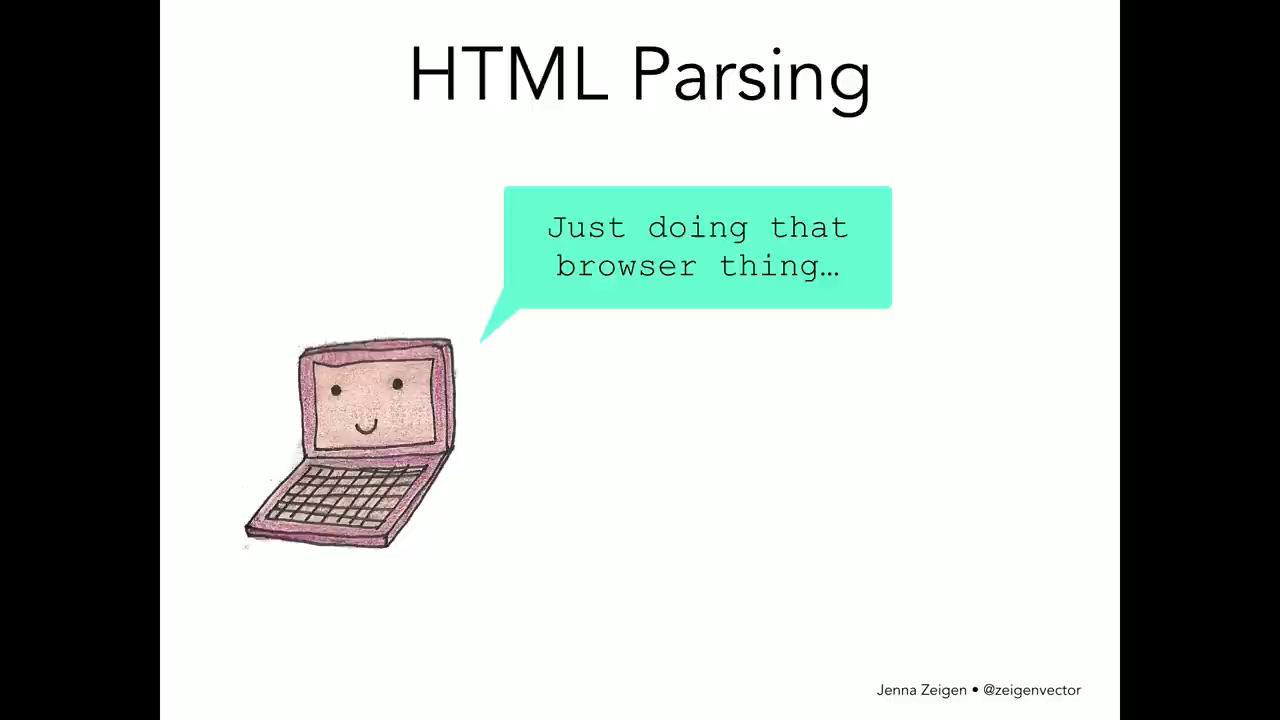 HTML Parsing
Just doing that
browser thing…
Jenna Zeigen • @zeigenvector